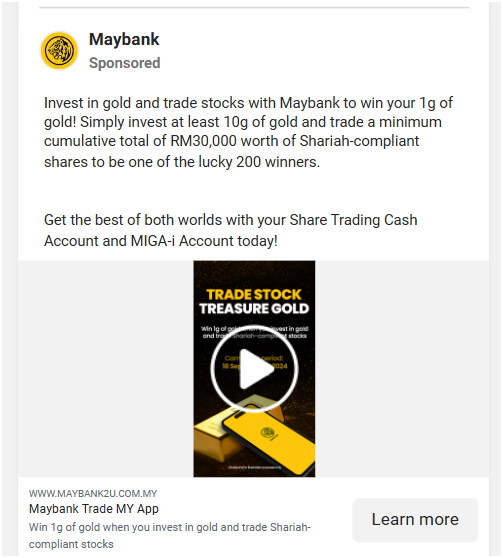 Maybank
Sponsored
Invest in gold and trade stocks with Maybank to win your 1g of
gold! Simply invest at least 10g of gold and trade a minimum
cumulative total of RM30,000 worth of Shariah-compliant
shares to be one of the lucky 200 winners.
Get the best of both worlds with your Share Trading Cash
Account and MIGA-i Account today!
TRADE STOCK
TREASURE GOLD
Win 1g of gold when you invest in gold
and trade Shariah-compliant stocks
period:
18 2024
WWW.MAYBANK2U.COM.MY
Maybank Trade MY App
Win 1g of gold when you invest in gold and trade Shariah-
compliant stocks
Learn more